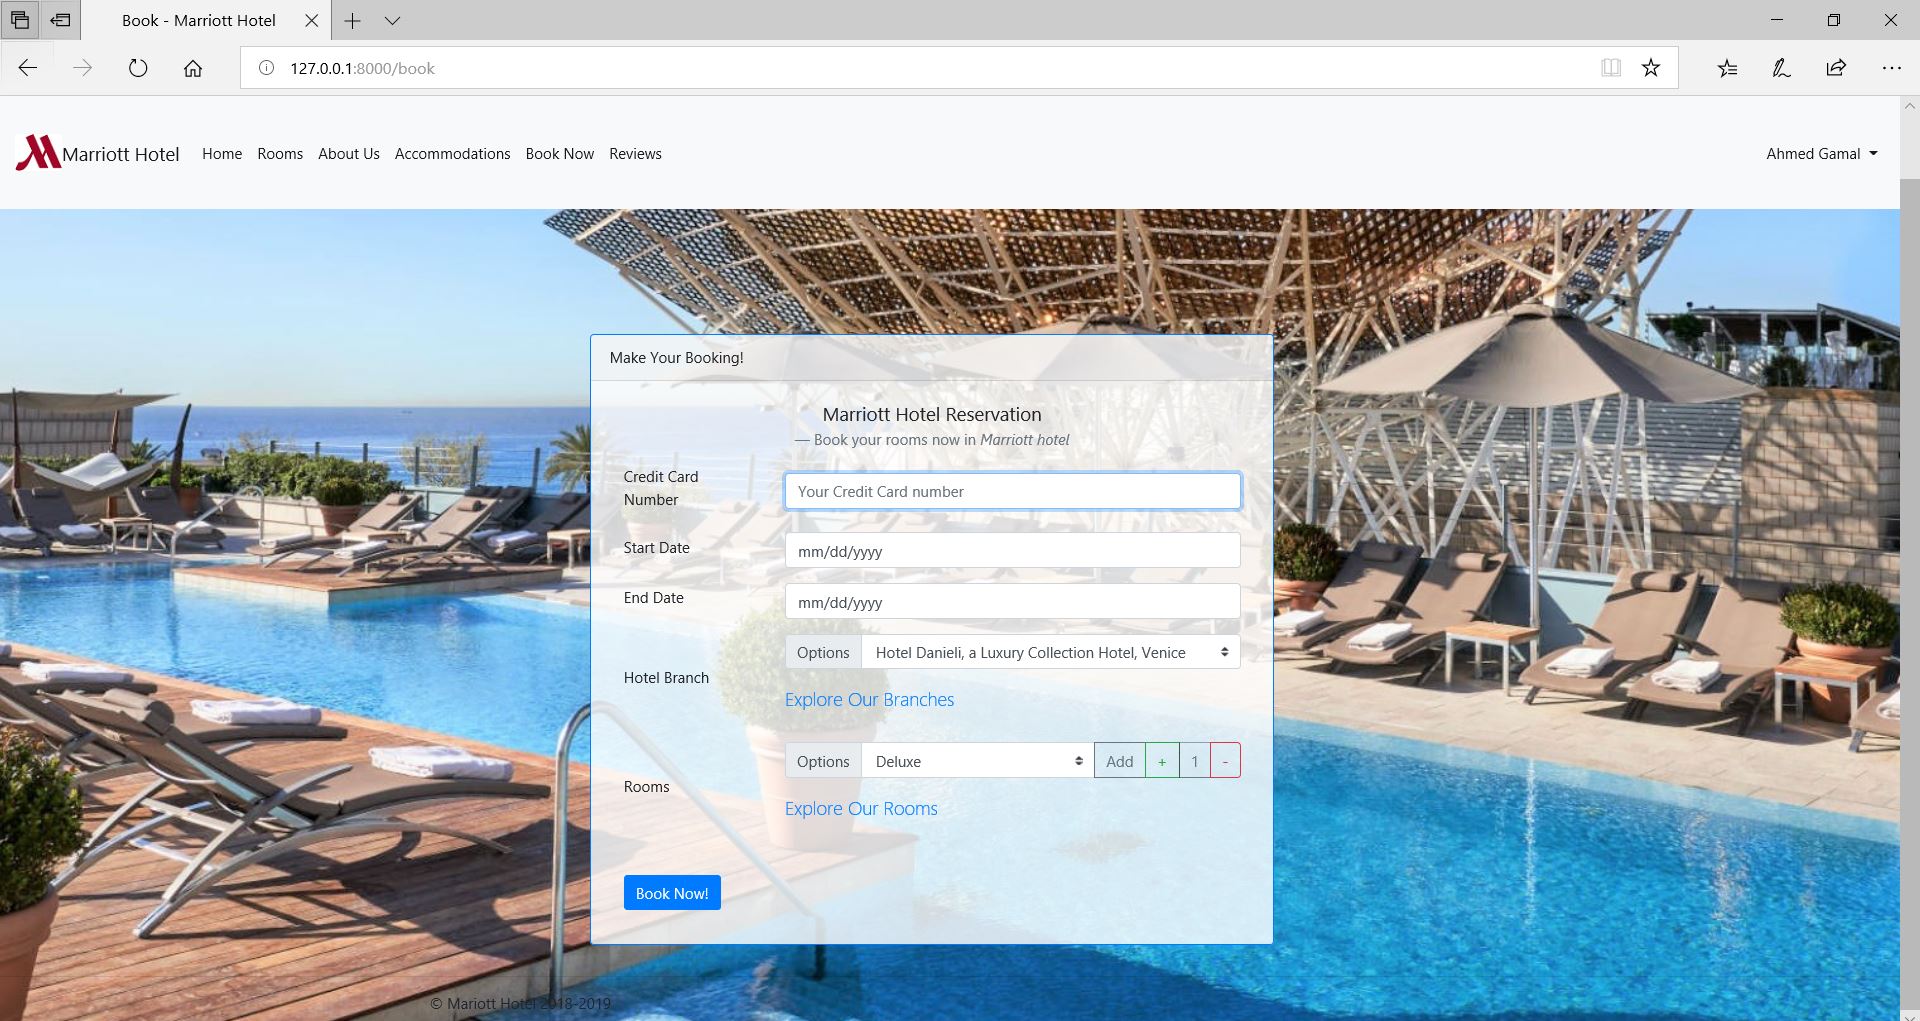 Book - Marriott Hotel
127.0.0.1:8000/book
Marriott Hotel Home Rooms About Us Accommodations Book Now Reviews Ahmed Gamal
Make Your Booking!
Marriott Hotel Reservation
— Book your rooms now in Marriott hotel
Credit Card
Number
Your Credit Card number
Start Date
mm/dd/yyyy
End Date
mm/dd/yyyy
Hotel Branch
Options Hotel Danieli, a Luxury Collection Hotel, Venice
Explore Our Branches
Rooms
Options Deluxe Add + 1 -
Explore Our Rooms
Book Now!
© Mariott Hotel 2018-2019